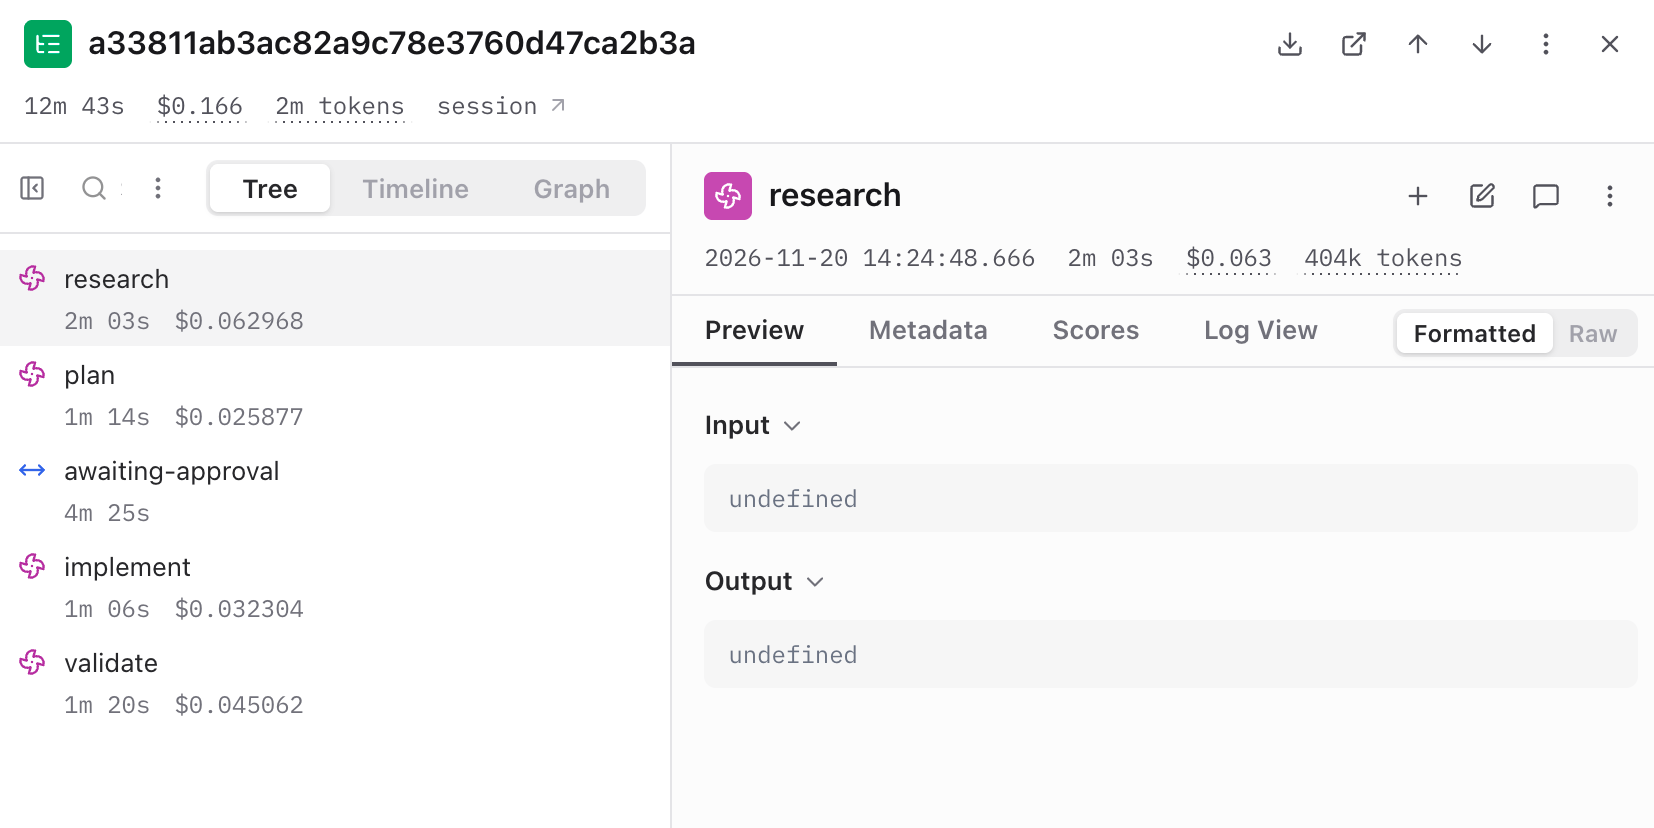 a33811ab3ac82a9c78e3760d47ca2b3a
12m 43s $0.166 2m tokens session
Tree Timeline Graph
research
2m 03s $0.062968
plan
1m 14s $0.025877
awaiting-approval
4m 25s
implement
1m 06s $0.032304
validate
1m 20s $0.045062
research
2026-11-20 14:24:48.666 2m 03s $0.063 404k tokens
Preview Metadata Scores Log View Formatted Raw
Input
undefined
Output
undefined